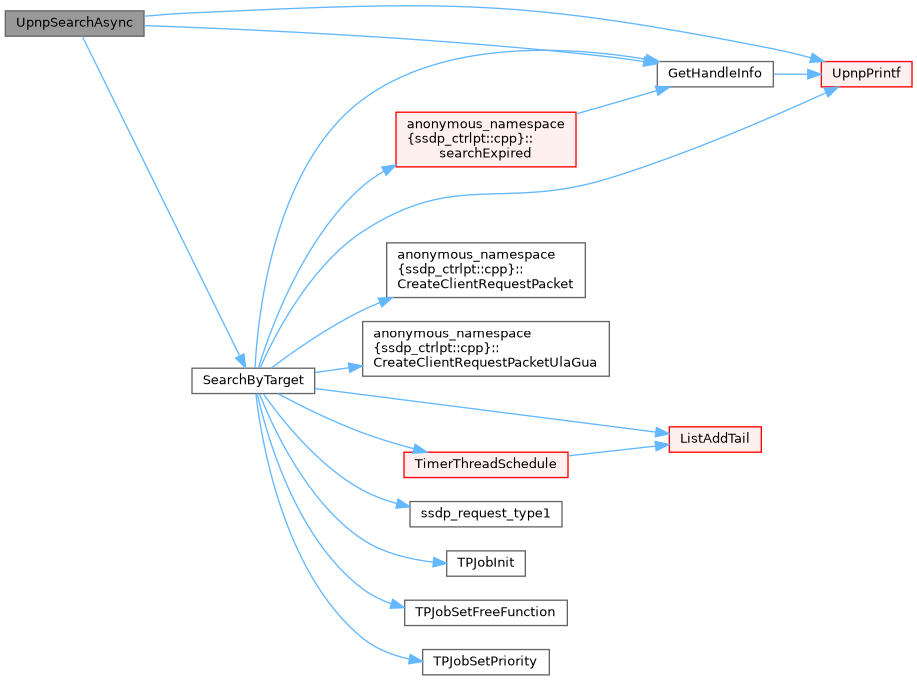 UpnpSearchAsync
GetHandleInfo
UpnpPrintf
anonymous_namespace
{ssdp_ctrlpt::cpp}::
searchExpired
anonymous_namespace
{ssdp_ctrlpt::cpp}::
CreateClientRequestPacket
anonymous_namespace
{ssdp_ctrlpt::cpp}::
CreateClientRequestPacketUlaGua
SearchByTarget
ListAddTail
TimerThreadSchedule
ssdp_request_type1
TPJobInit
TPJobSetFreeFunction
TPJobSetPriority